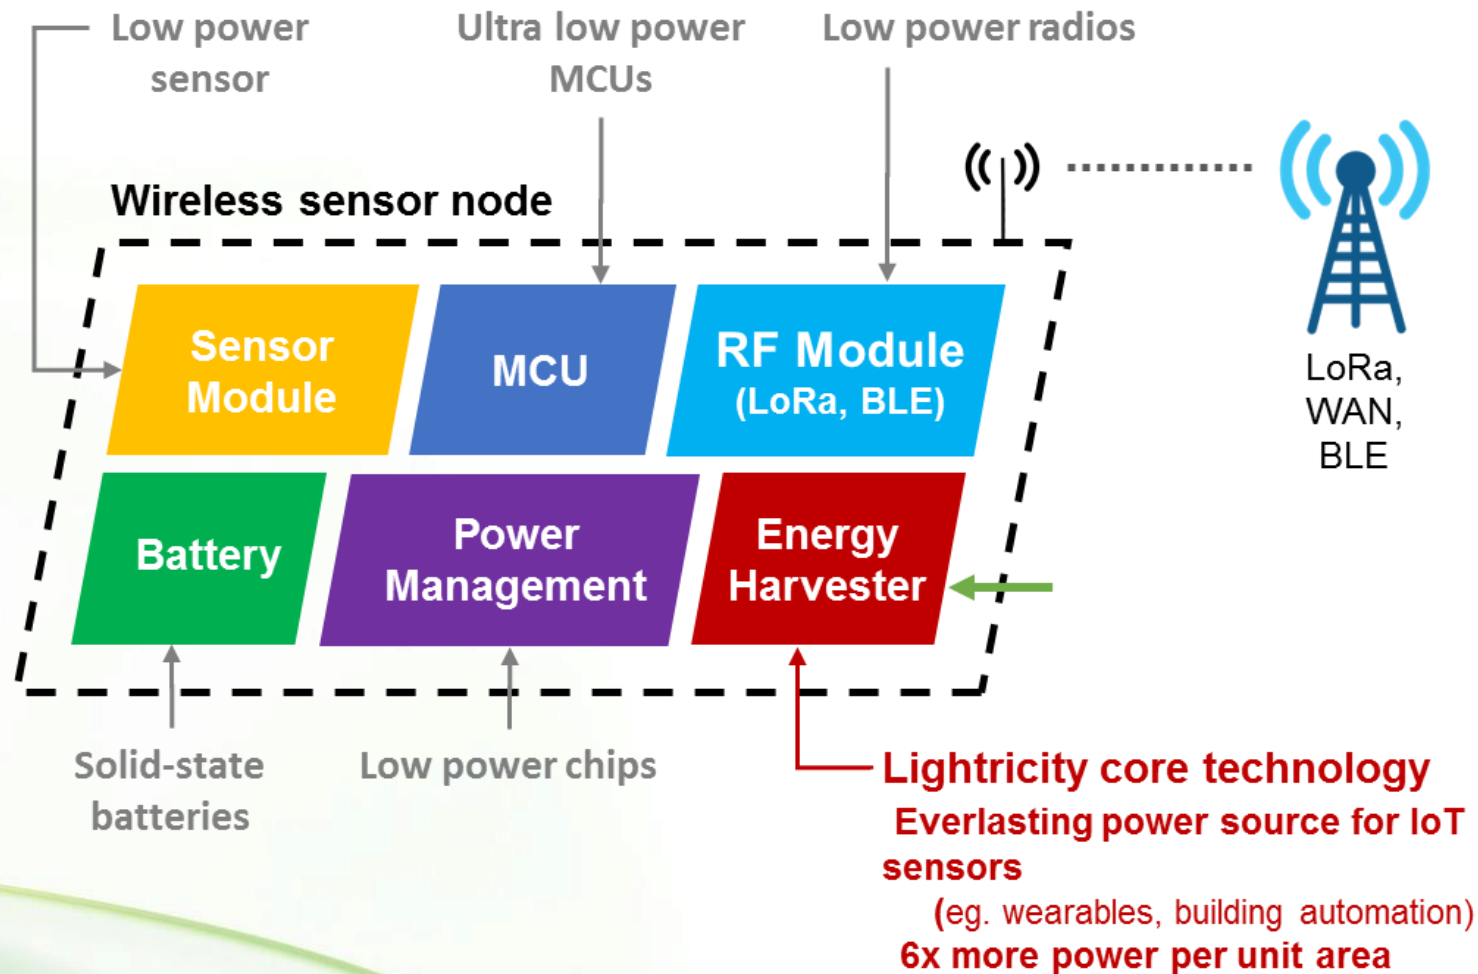 Low power
sensor
Ultra low power
MCUs
Low power radios
Wireless sensor node
Sensor
Module
MCU
RF Module
(LoRa, BLE)
LoRa,
WAN,
BLE
Battery
Power
Management
Energy
Harvester
Solid-state
batteries
Low power chips
Lightricity core technology
Everlasting power source for IoT
sensors
(eg. wearables, building automation)
6x more power per unit area